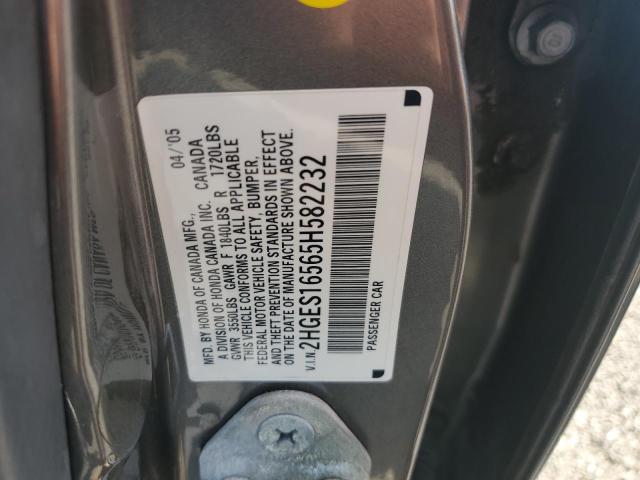 MFD. BY HONDA OF CANADA MFG., 04/'05
A DIVISION OF HONDA CANADA INC. CANADA
GVWR 3550LBS GAWR F 1840LBS R 1720LBS
THIS VEHICLE CONFORMS TO ALL APPLICABLE
FEDERAL MOTOR VEHICLE SAFETY, BUMPER,
AND THEFT PREVENTION STANDARDS IN EFFECT
ON THE DATE OF MANUFACTURE SHOWN ABOVE.
V.I.N. 2HGES16565H582232
PASSENGER CAR